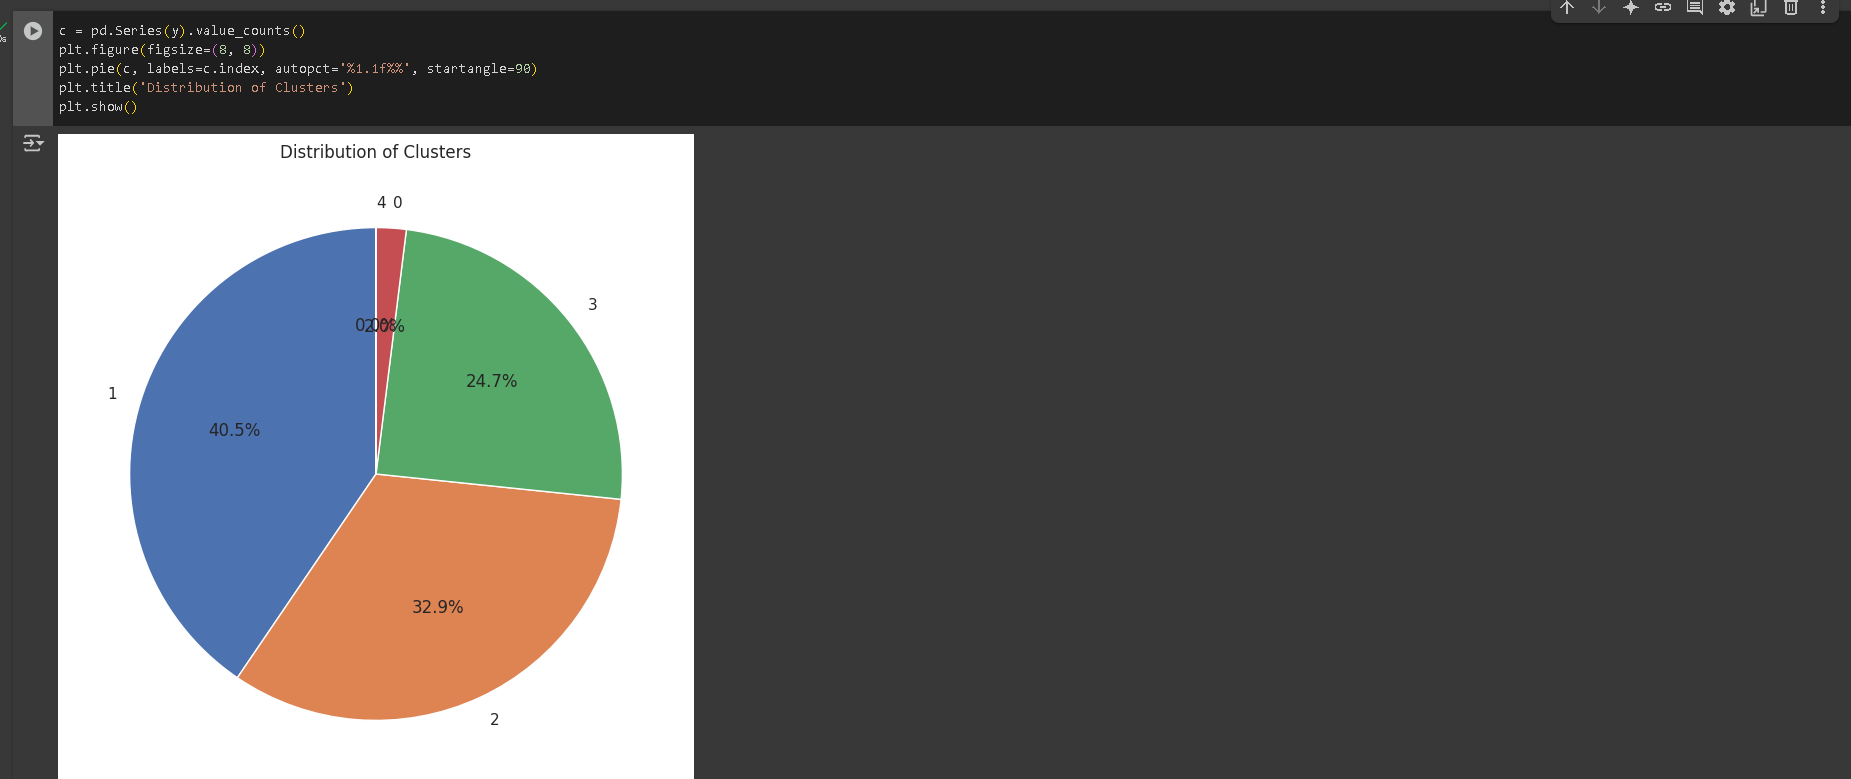 c = pd.Series(y).value_counts()
plt.figure(figsize=(8, 8))
plt.pie(c, labels=c.index, autopct='%1.1f%%', startangle=90)
plt.title('Distribution of Clusters')
plt.show()
Distribution of Clusters
4 0
3
24.7%
1
40.5%
32.9%
2